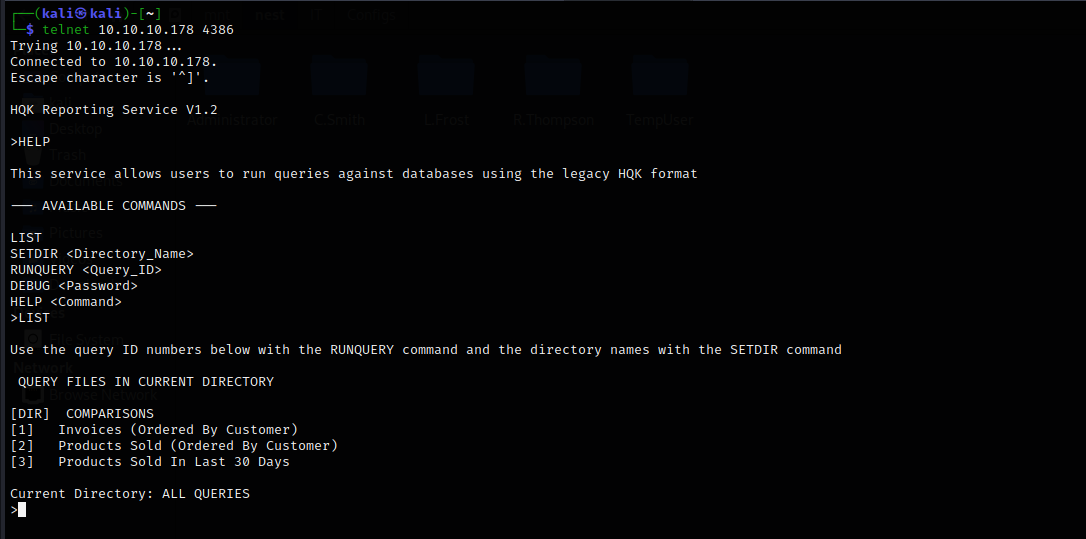 ┌──(kali㉿kali)-[~]
└─$ telnet 10.10.10.178 4386
Trying 10.10.10.178...
Connected to 10.10.10.178.
Escape character is '^]'.
HQK Reporting Service V1.2
Administrator C.Smith L.Frost R.Thompson TempUser
Desktop
>HELP
Trash
This service allows users to run queries against databases using the legacy HQK format
--- AVAILABLE COMMANDS ---
Pictures
LIST
SETDIR <Directory_Name>
RUNQUERY <Query_ID>
DEBUG <Password>
HELP <Command>
>LIST
File System
Use the query ID numbers below with the RUNQUERY command and the directory names with the SETDIR command
Network
QUERY FILES IN CURRENT DIRECTORY
Browse Network
[DIR]  COMPARISONS
[1]   Invoices (Ordered By Customer)
[2]   Products Sold (Ordered By Customer)
[3]   Products Sold In Last 30 Days
Current Directory: ALL QUERIES
>